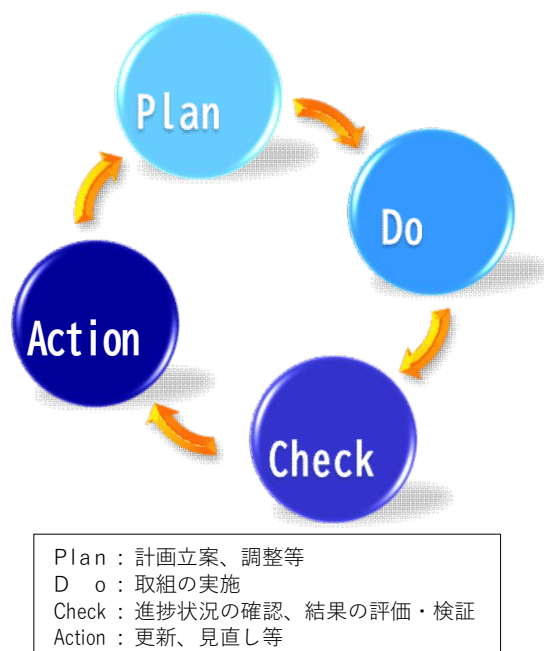 Plan
Do
Action
Check
Plan：計画立案、調整等
D　o：取組の実施
Check：進捗状況の確認、結果の評価・検証
Action：更新、見直し等